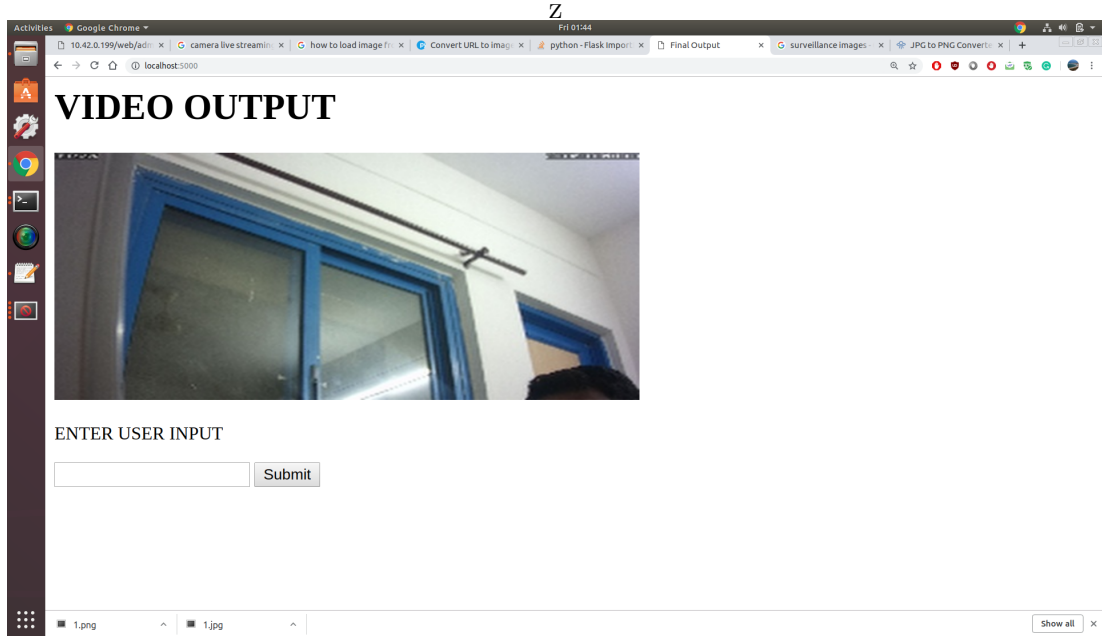 Z
Activities Google Chrome Fri 01:44
10.42.0.199/web/adm camera live streaming how to load image fr Convert URL to image python - Flask Import Final Output surveillance images - JPG to PNG Converte
localhost:5000
VIDEO OUTPUT
ENTER USER INPUT
Submit
1.png 1.jpg Show all